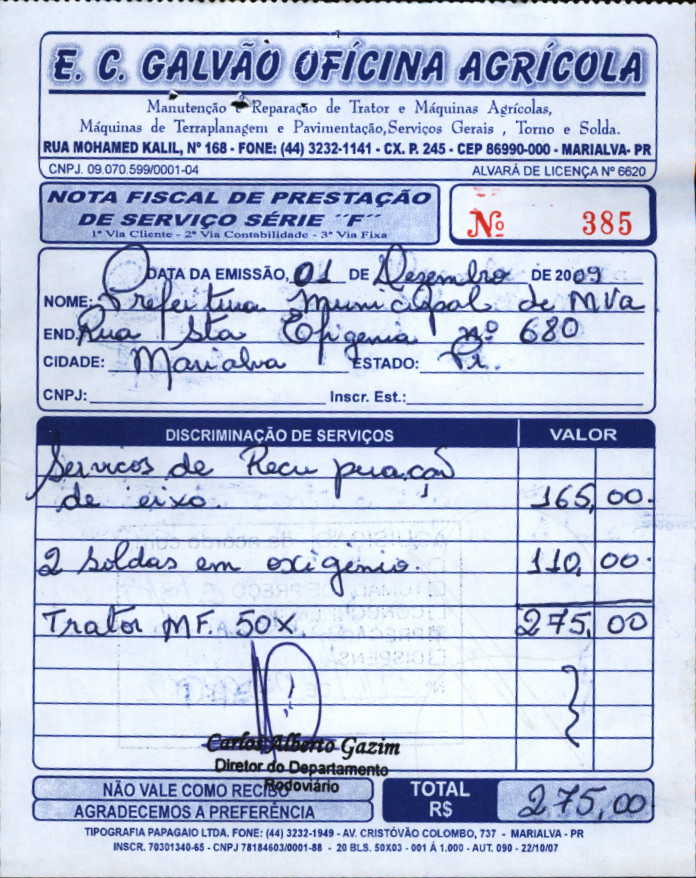 E. C. GALVÃO OFÍCINA AGRÍCOLA
Manutenção e Reparação de Trator e Máquinas Agrícolas,
Máquinas de Terraplanagem e Pavimentação,Serviços Gerais , Torno e Solda.
RUA MOHAMED KALIL, Nº 168 - FONE: (44) 3232-1141 - CX. P. 245 - CEP 86990-000 - MARIALVA- PR
CNPJ. 09.070.599/0001-04 ALVARÁ DE LICENÇA Nº 6620
NOTA FISCAL DE PRESTAÇÃO
DE SERVIÇO SÉRIE ´´F´´
1ª Via Cliente - 2ª Via Contabilidade - 3ª Via Fixa
Nº 385
DATA DA EMISSÃO, 01 DE Dezembro DE 2009
NOME: Prefeitura Municipal de MVa
END. Rua Sta Efigenia nº 680
CIDADE: Marialva ESTADO: Pr.
CNPJ: Inscr. Est.:
DISCRIMINAÇÃO DE SERVIÇOS VALOR
Servicos de Recu peração
de eixo. 165,00
2 soldas em oxigênio. 110,00
Trator MF. 50X 275,00
Carlos Alberto Gazim
Diretor do Departamento
Rodoviário
NÃO VALE COMO RECIBO
AGRADECEMOS A PREFERÊNCIA
TOTAL R$ 275,00
TIPOGRAFIA PAPAGAIO LTDA. FONE: (44) 3232-1949 - AV. CRISTÓVÃO COLOMBO, 737 - MARIALVA - PR
INSCR. 70301340-65 - CNPJ 78184603/0001-88 - 20 BLS. 50X03 - 001 Á 1.000 - AUT. 090 - 22/10/07